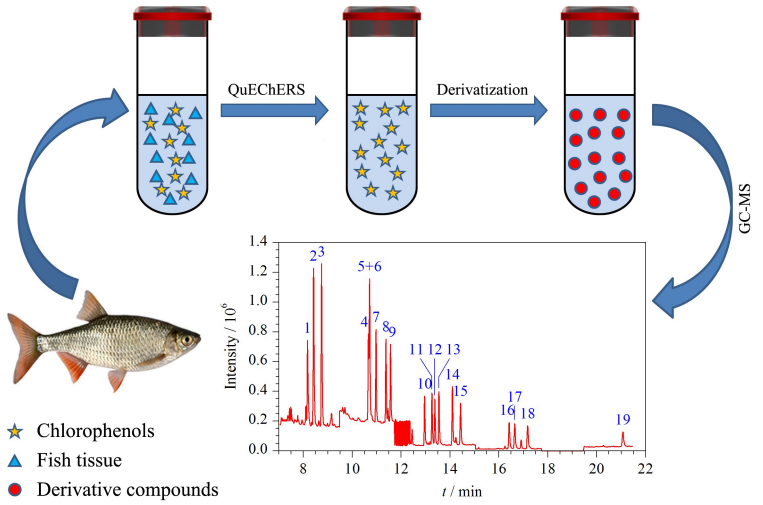 QuEChERS
Derivatization
GC-MS
Chlorophenols
Fish tissue
Derivative compounds
Intensity / 10⁶
1.4
1.2
1.0
0.8
0.6
0.4
0.2
0.0
1
2 3
5+6
4 7
8 9
11 12 13
10
14
15
17
16 18
19
8 10 12 14 16 18 20 22
t / min